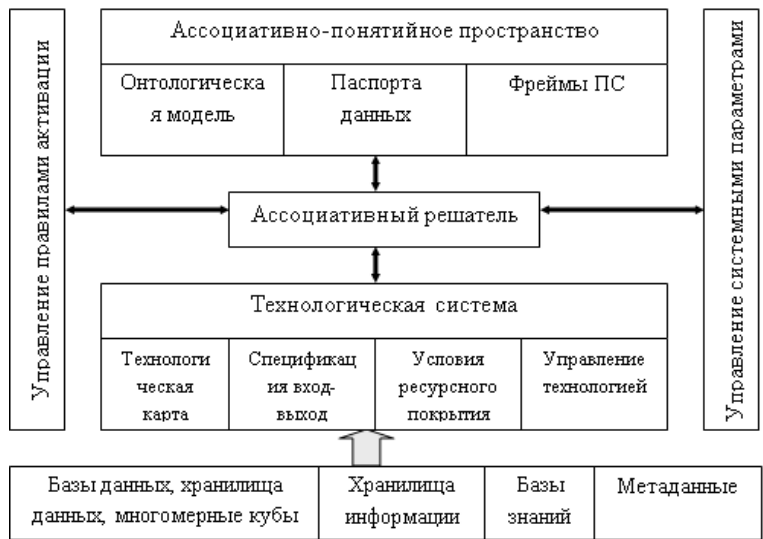 Управление правилами активации
Ассоциативно-понятийное пространство
Онтологическа
я модель
Паспорта
данных
Фреймы ПС
Ассоциативный решатель
Технологическая система
Технологи
ческая
карта
Спецификац
ия вход-
выход
Условия
ресурсного
покрытия
Управление
технологией
Управление системными параметрами
Базы данных, хранилища
данных, многомерные кубы
Хранилища
информации
Базы
знаний
Метаданные